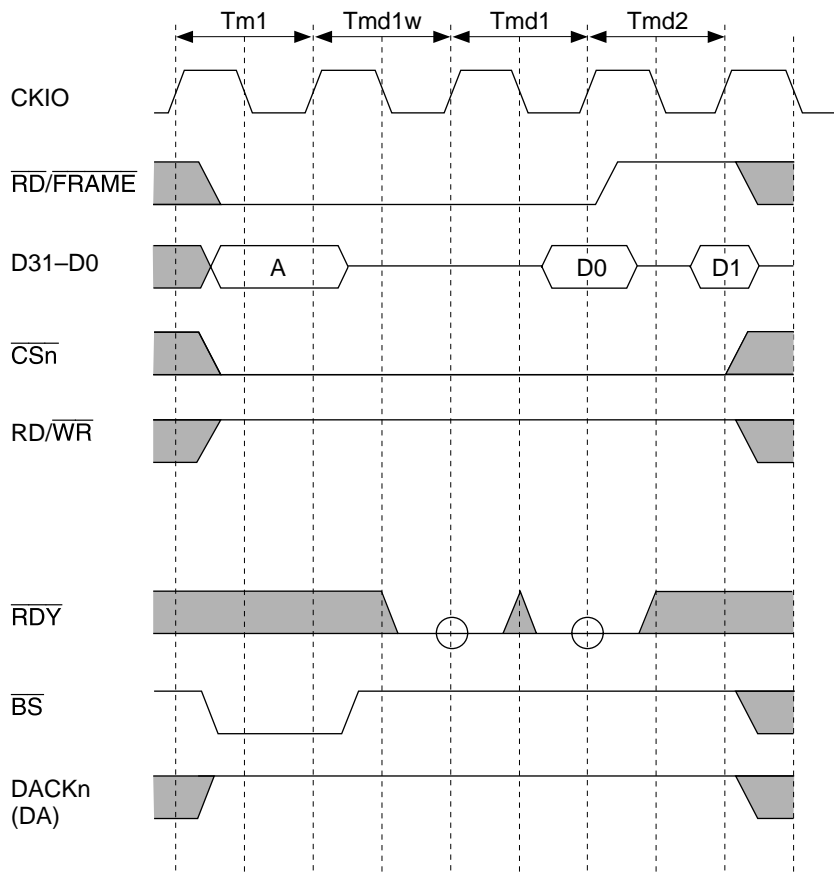 Tm1 Tmd1w Tmd1 Tmd2
CKIO
RD/FRAME
D31–D0 A D0 D1
CSn
RD/WR
RDY
BS
DACKn
(DA)